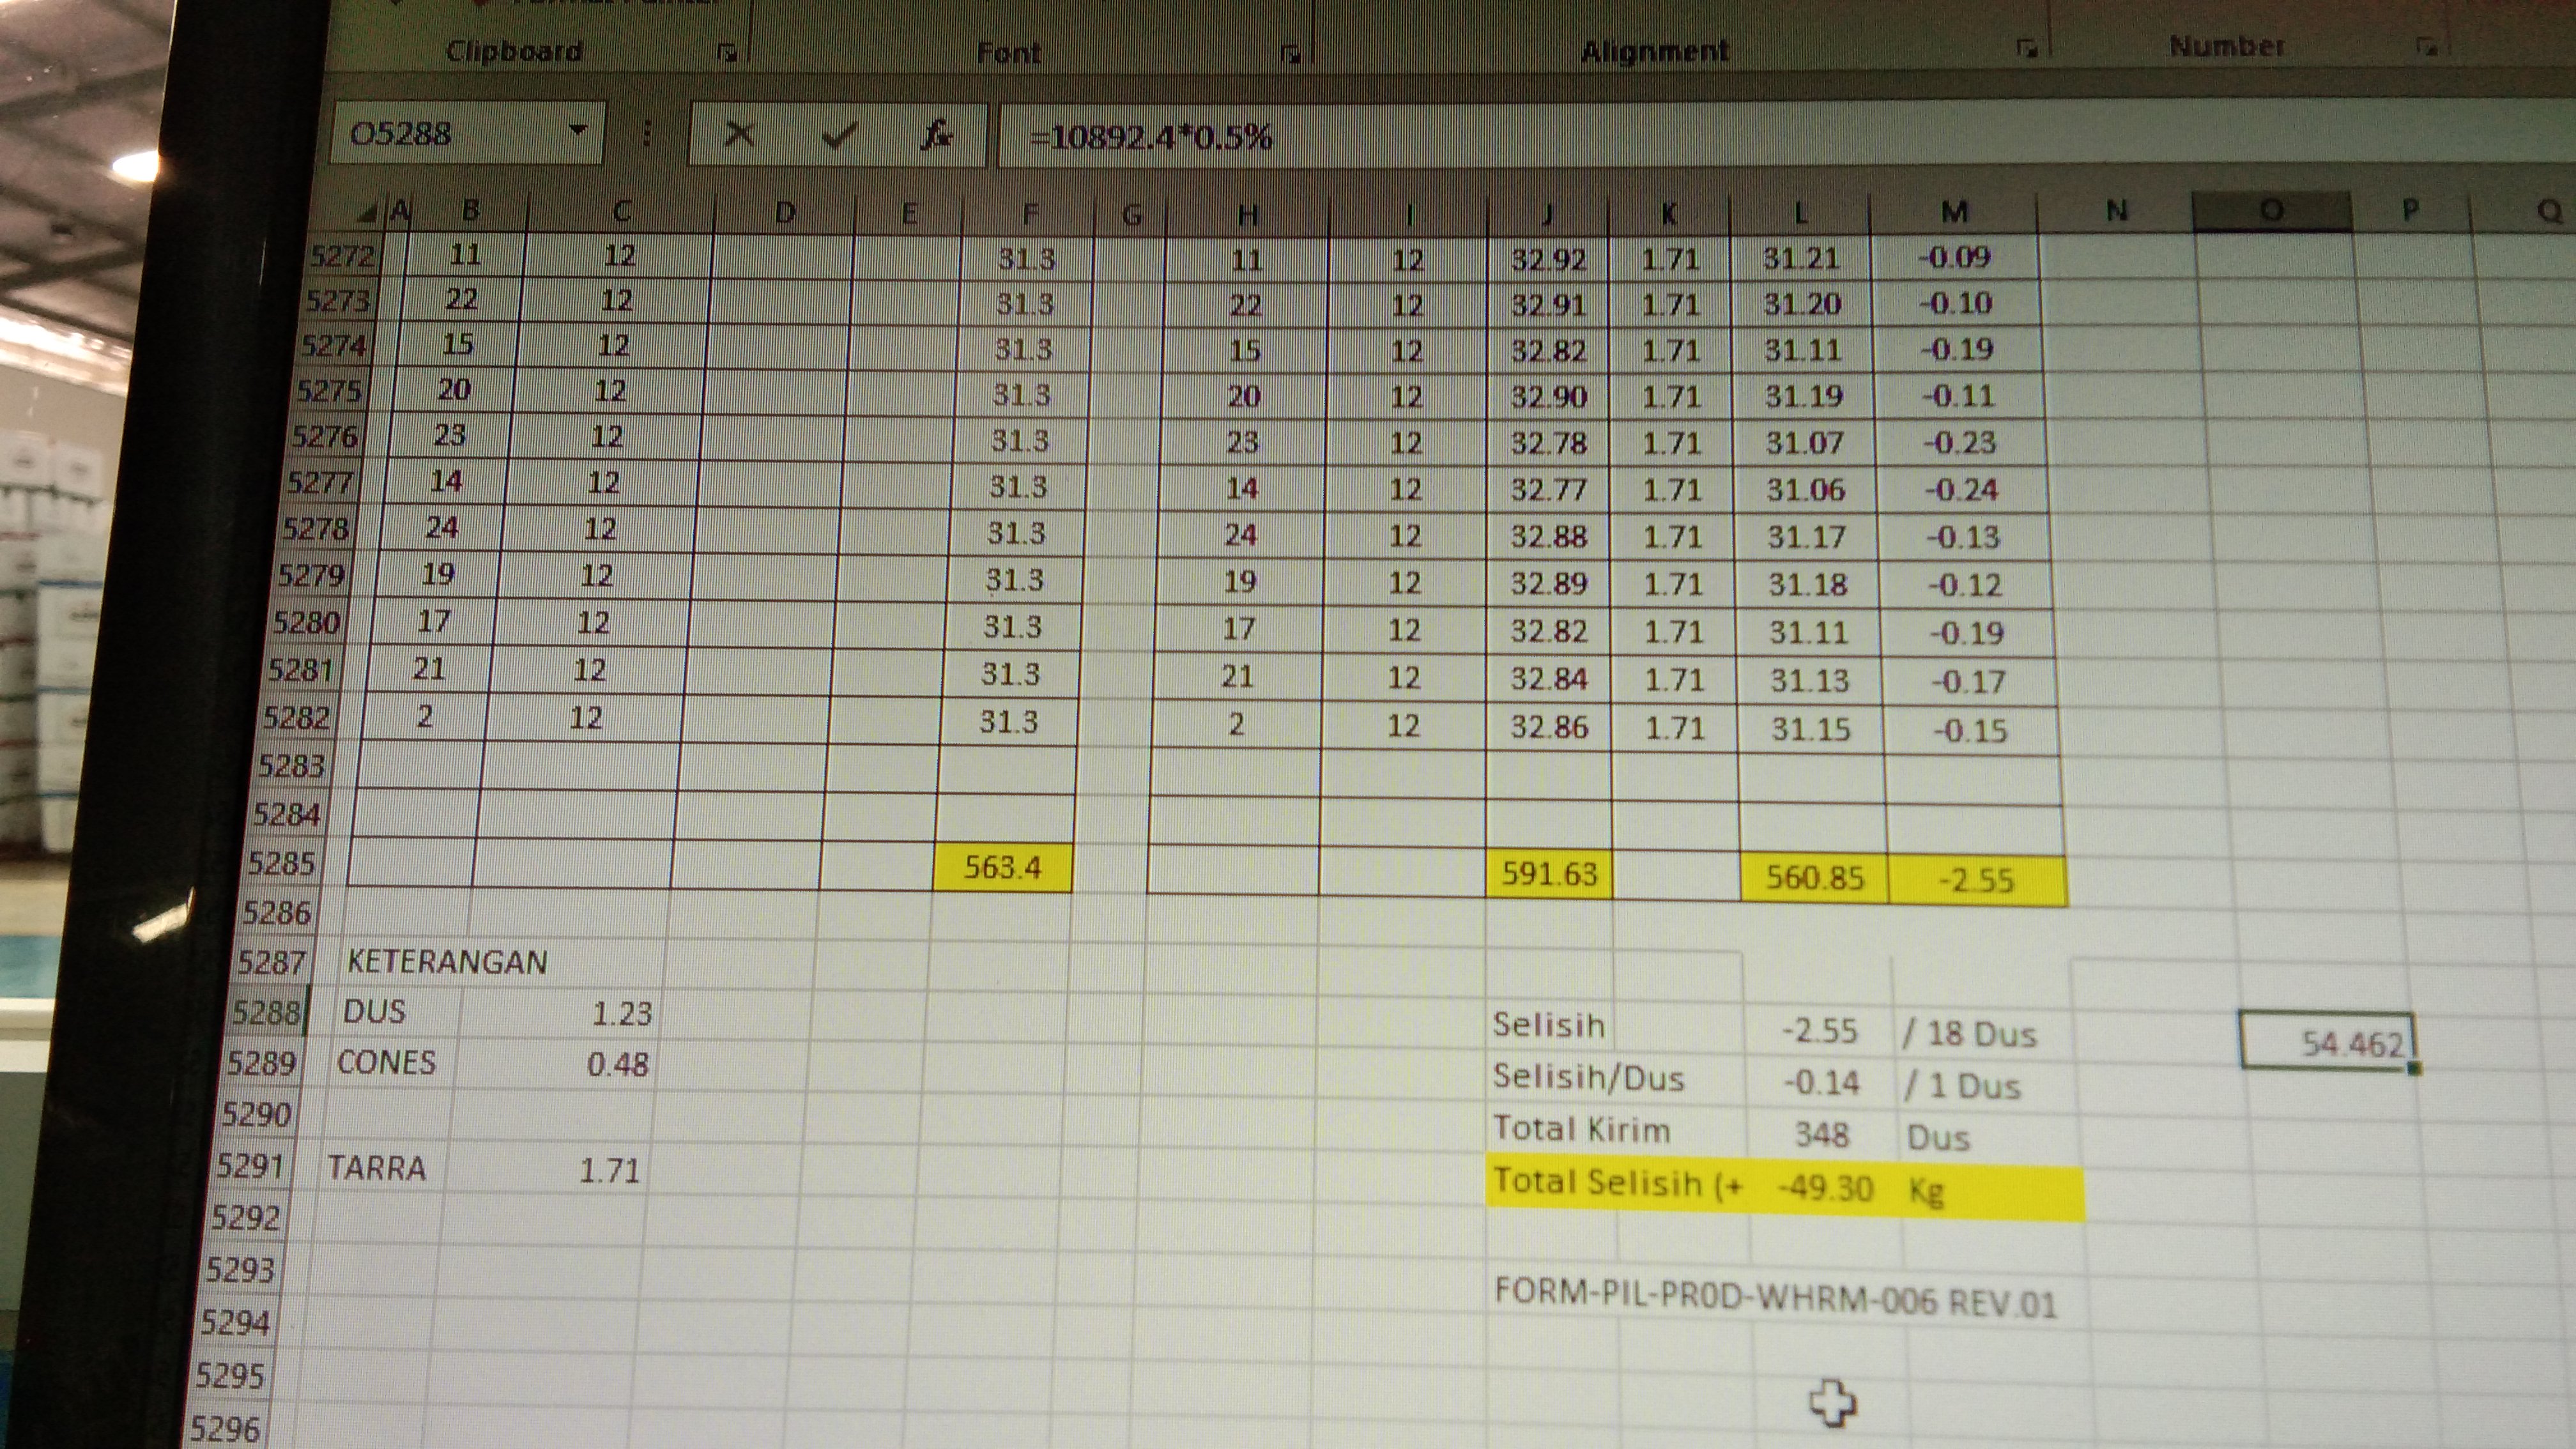 Clipboard Font Alignment Number
O5288 fx =10892.4*0.5%
A B C D E F G H I J K L M N O P Q
5272 11 12 31.3 11 12 32.92 1.71 31.21 -0.09
5273 22 12 31.3 22 12 32.91 1.71 31.20 -0.10
5274 15 12 31.3 15 12 32.82 1.71 31.11 -0.19
5275 20 12 31.3 20 12 32.90 1.71 31.19 -0.11
5276 23 12 31.3 23 12 32.78 1.71 31.07 -0.23
5277 14 12 31.3 14 12 32.77 1.71 31.06 -0.24
5278 24 12 31.3 24 12 32.88 1.71 31.17 -0.13
5279 19 12 31.3 19 12 32.89 1.71 31.18 -0.12
5280 17 12 31.3 17 12 32.82 1.71 31.11 -0.19
5281 21 12 31.3 21 12 32.84 1.71 31.13 -0.17
5282 2 12 31.3 2 12 32.86 1.71 31.15 -0.15
5283
5284
5285 563.4 591.63 560.85 -2.55
5286
5287 KETERANGAN
5288 DUS 1.23 Selisih -2.55 / 18 Dus 54.462
5289 CONES 0.48 Selisih/Dus -0.14 / 1 Dus
5290 Total Kirim 348 Dus
5291 TARRA 1.71 Total Selisih (+ -49.30 Kg
5292
5293 FORM-PIL-PROD-WHRM-006 REV.01
5294
5295
5296